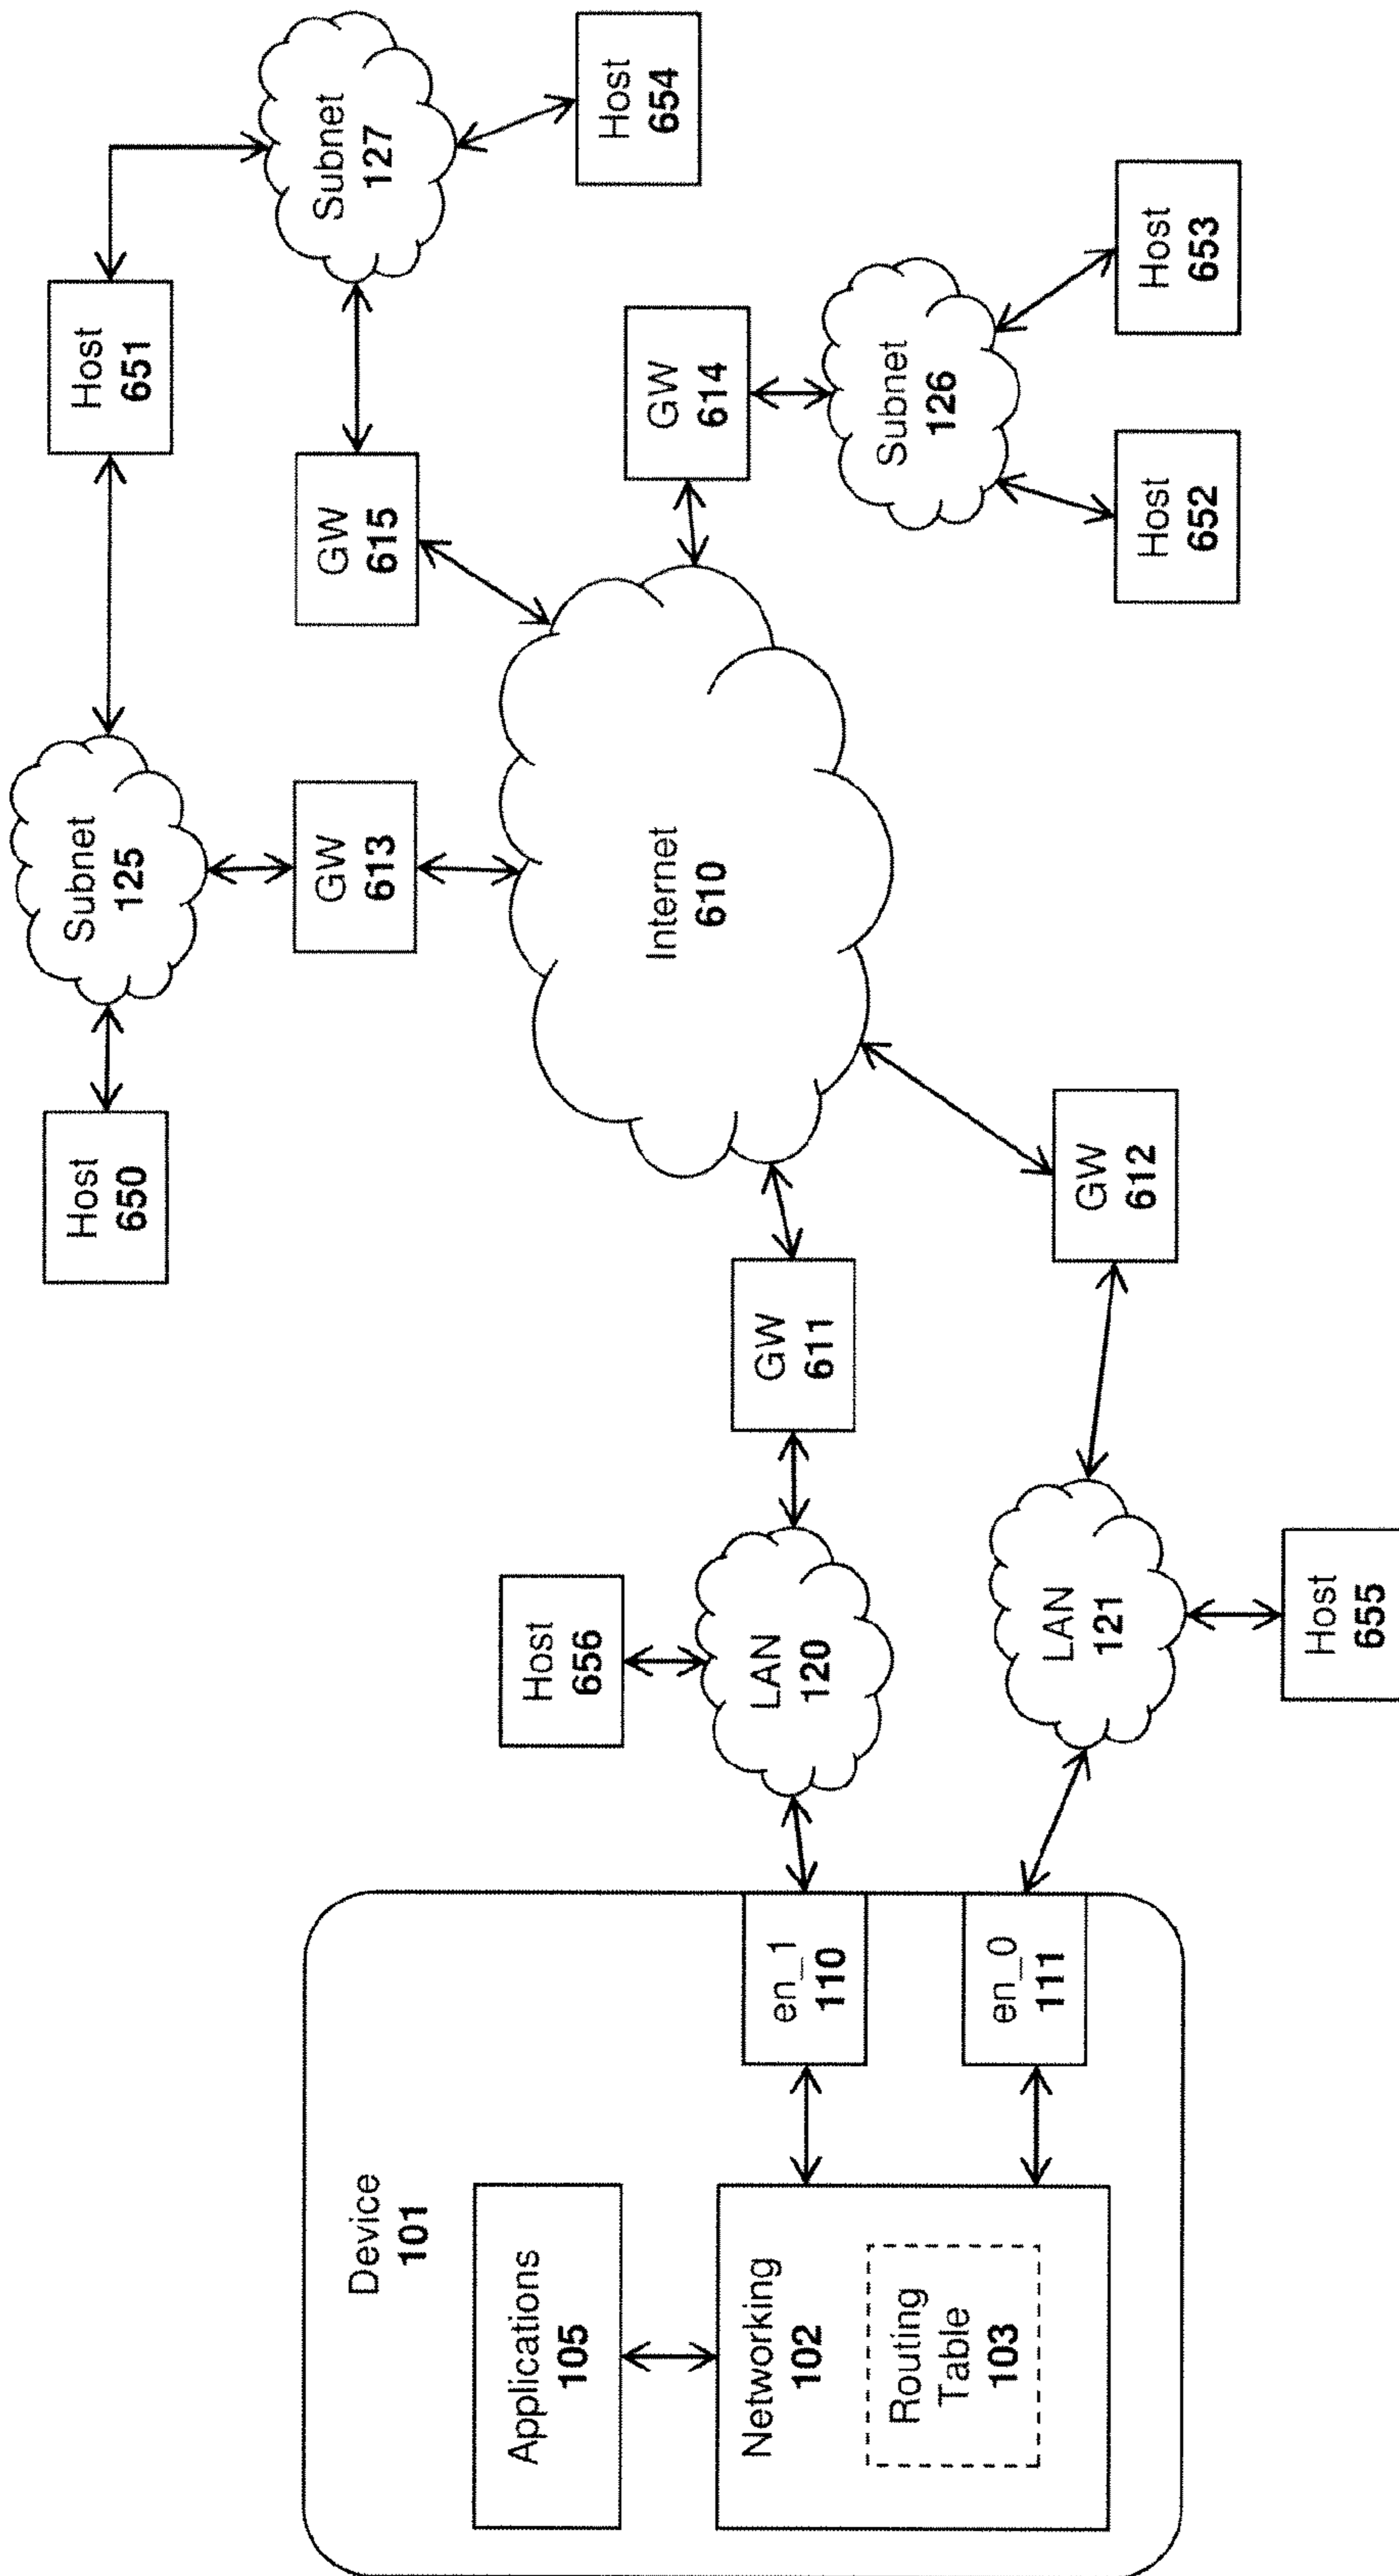 Device
101
Applications
105
Networking
102
Routing
Table
103
en_1
110
en_0
111
Host
656
LAN
120
LAN
121
Host
655
GW
611
GW
612
Internet
610
Host
650
Subnet
125
GW
613
Host
651
GW
615
Subnet
127
Host
654
GW
614
Subnet
126
Host
652
Host
653